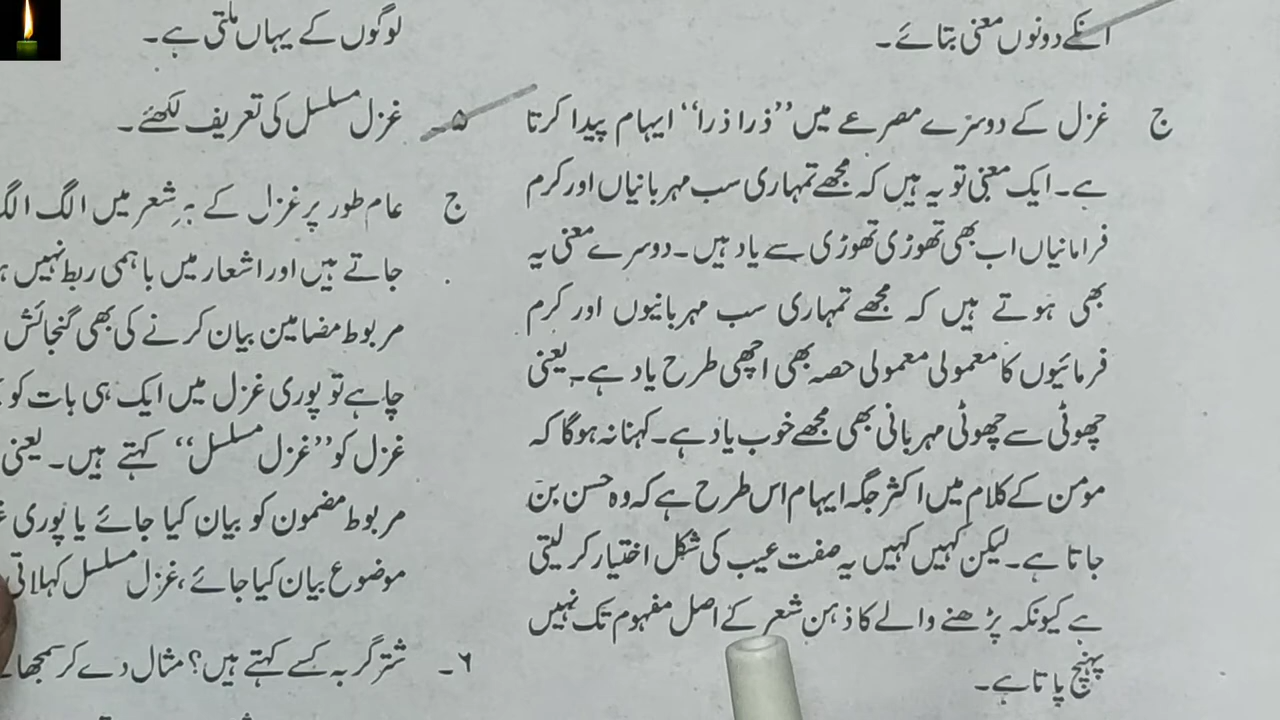 انکے دونوں معنی بتائے۔
ج غزل کے دوسرے مصرعے میں ”ذرا ذرا“ ایہام پیدا کرتا
ہے۔ ایک معنی تو یہ ہیں کہ مجھے تمہاری سب مہربانیاں اور کرم
فرمانیاں اب بھی تھوڑی تھوڑی سے یاد ہیں۔ دوسرے معنی یہ
بھی ہوتے ہیں کہ مجھے تمہاری سب مہربانیوں اور کرم
فرمائیوں کا معمولی معمولی حصہ بھی اچھی طرح یاد ہے۔ یعنی
چھوٹی سے چھوٹی مہربانی بھی مجھے خوب یاد ہے۔ کہنا نہ ہوگا کہ
مومن کے کلام میں اکثر جگہ ایہام اس طرح ہے کہ وہ حسن بن
جاتا ہے۔ لیکن کہیں کہیں یہ صفت عیب کی شکل اختیار کر لیتی
ہے کیونکہ پڑھنے والے کا ذہن شعر کے اصل مفہوم تک نہیں
پہنچ پاتا ہے۔
لوگوں کے یہاں ملتی ہے۔
۵۔ غزل مسلسل کی تعریف لکھئے۔
ج عام طور پر غزل کے ہر شعر میں الگ الگ
جاتے ہیں اور اشعار میں باہمی ربط نہیں
مربوط مضامین بیان کرنے کی بھی گنجائش
چاہے تو پوری غزل میں ایک ہی بات کو
غزل کو ”غزل مسلسل“ کہتے ہیں۔ یعنی
مربوط مضمون کو بیان کیا جائے یا پوری
موضوع بیان کیا جائے، غزل مسلسل کہلاتی
۶۔ شتر گربہ کسے کہتے ہیں؟ مثال دے کر سمجھا